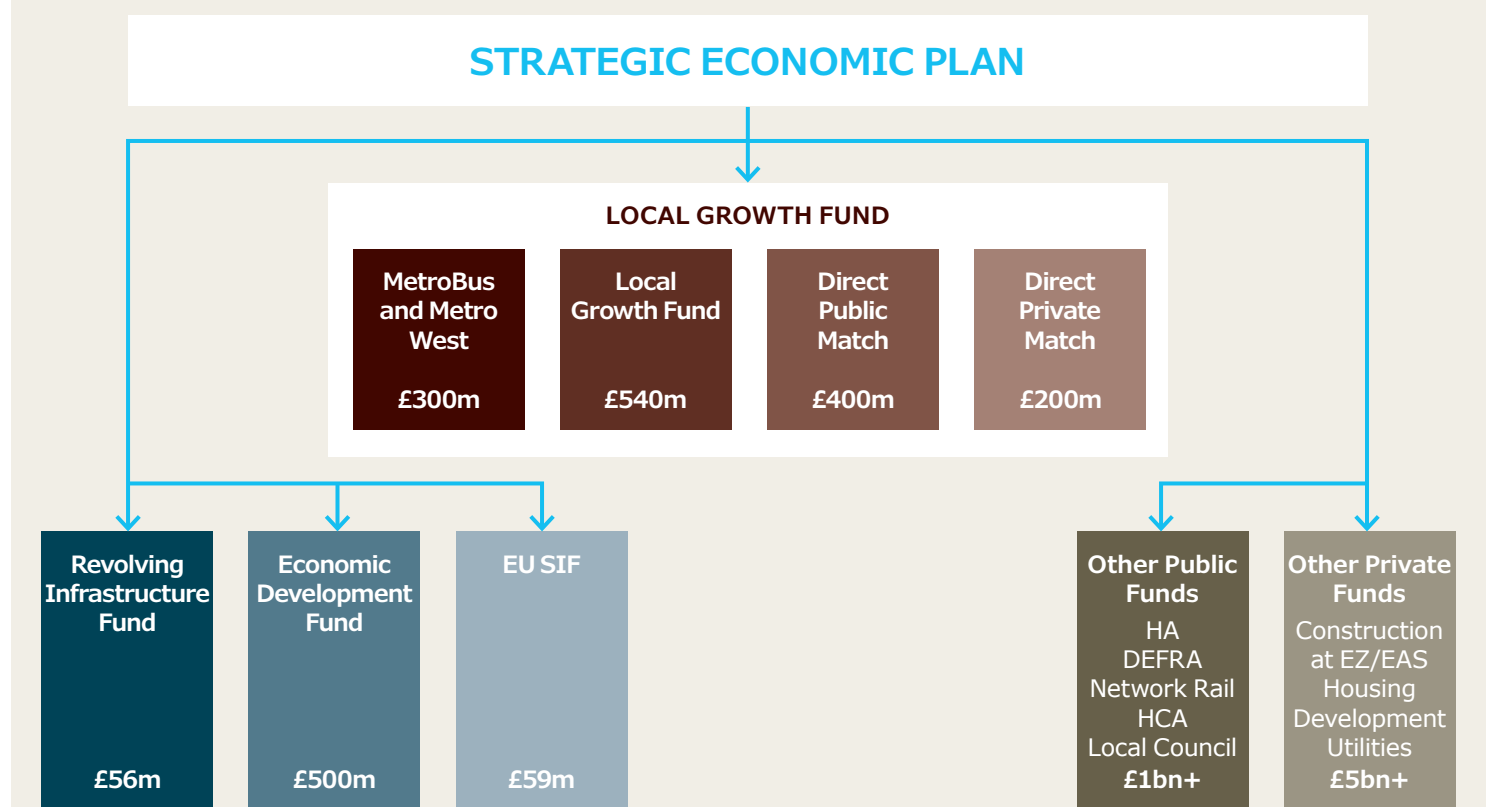 STRATEGIC ECONOMIC PLAN
LOCAL GROWTH FUND
MetroBus
and Metro
West
£300m
Local
Growth Fund
£540m
Direct
Public
Match
£400m
Direct
Private
Match
£200m
Revolving
Infrastructure
Fund
£56m
Economic
Development
Fund
£500m
EU SIF
£59m
Other Public
Funds
HA
DEFRA
Network Rail
HCA
Local Council
£1bn+
Other Private
Funds
Construction
at EZ/EAS
Housing
Development
Utilities
£5bn+